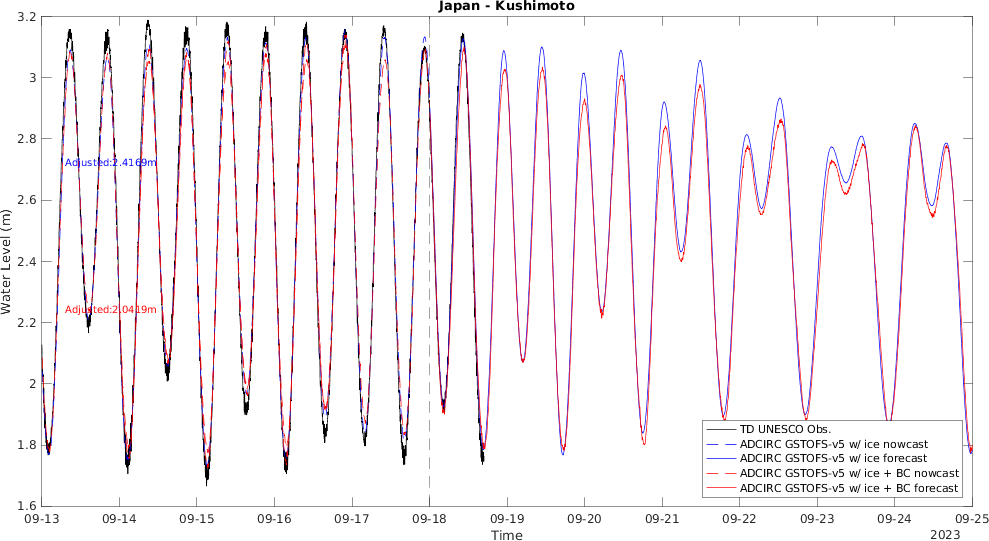 Japan - Kushimoto
3.2
3
2.8
2.6
2.4
2.2
2
1.8
1.6
Water Level (m)
Adjusted:2.4169m
Adjusted:2.0419m
TD UNESCO Obs.
ADCIRC GSTOFS-v5 w/ ice nowcast
ADCIRC GSTOFS-v5 w/ ice forecast
ADCIRC GSTOFS-v5 w/ ice + BC nowcast
ADCIRC GSTOFS-v5 w/ ice + BC forecast
09-13 09-14 09-15 09-16 09-17 09-18 09-19 09-20 09-21 09-22 09-23 09-24 09-25
Time
2023